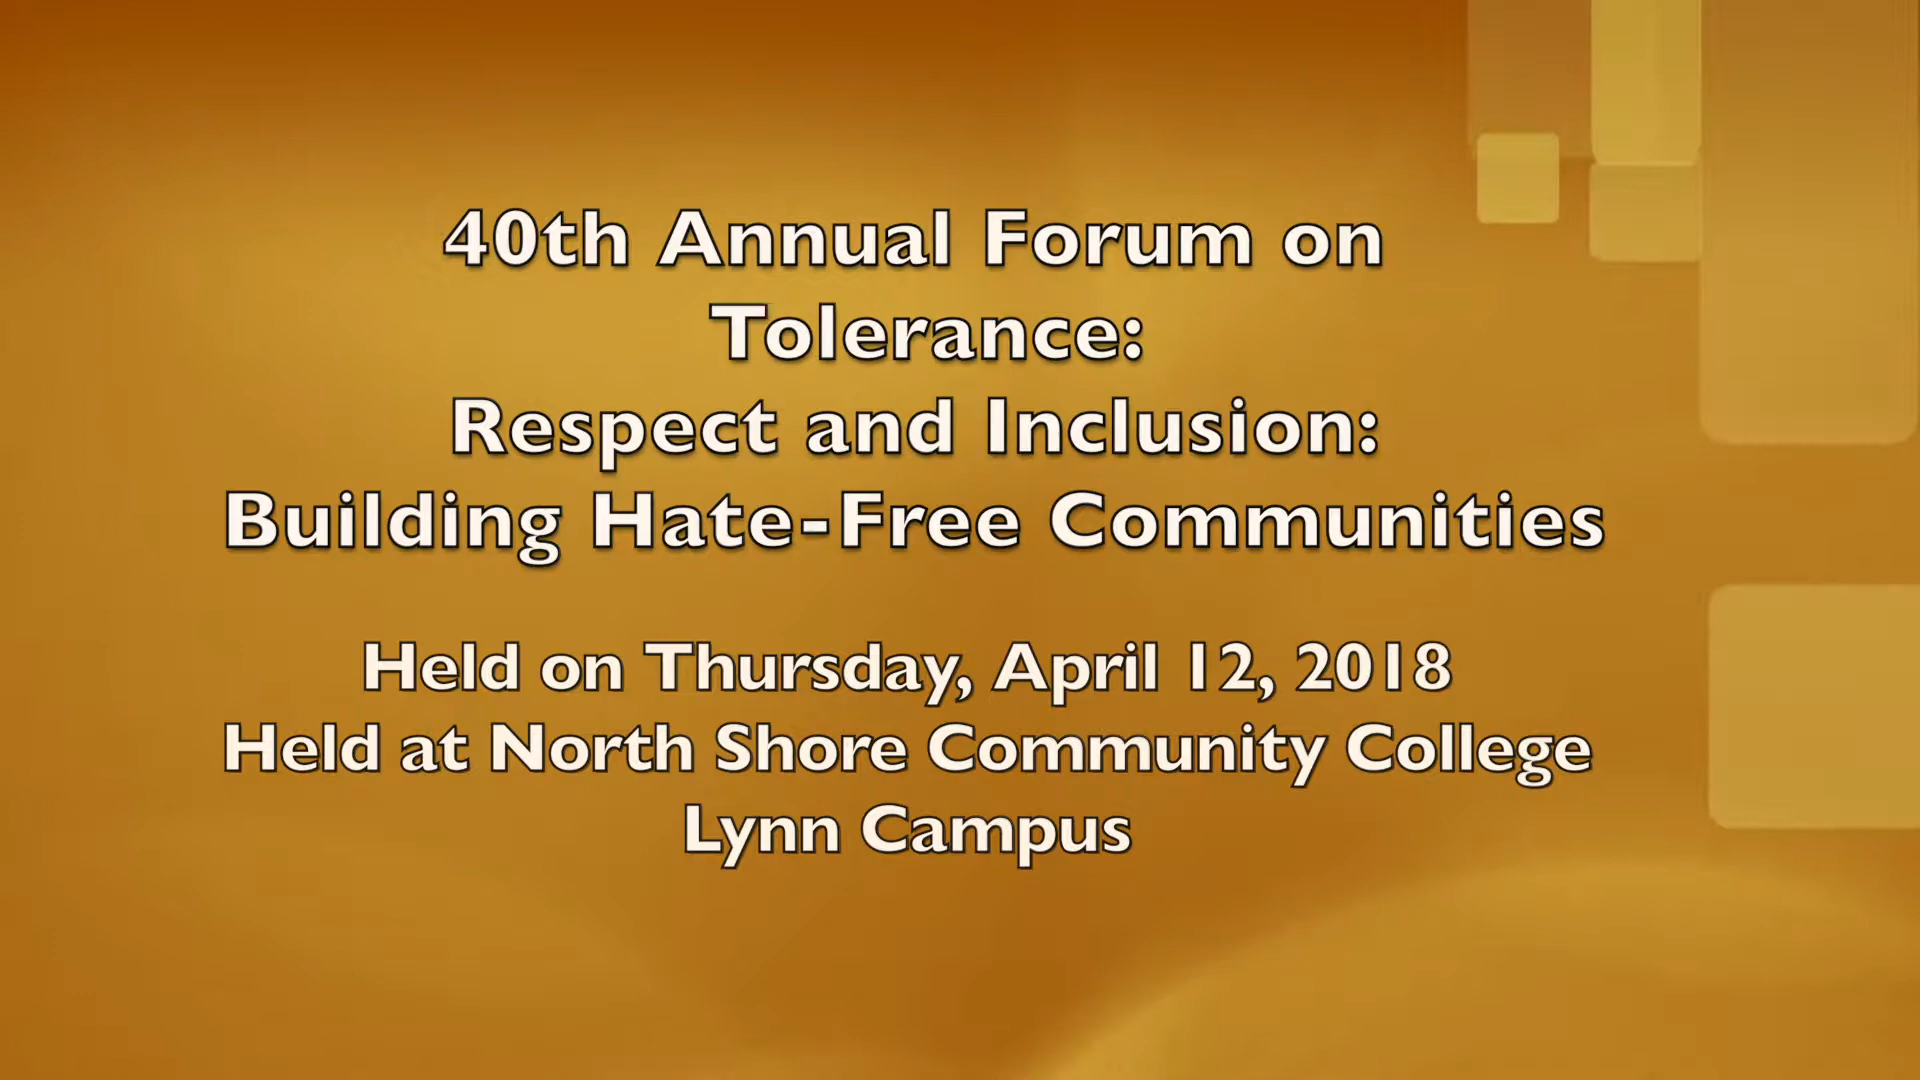 40th Annual Forum on
Tolerance:
Respect and Inclusion:
Building Hate-Free Communities
Held on Thursday, April 12, 2018
Held at North Shore Community College
Lynn Campus